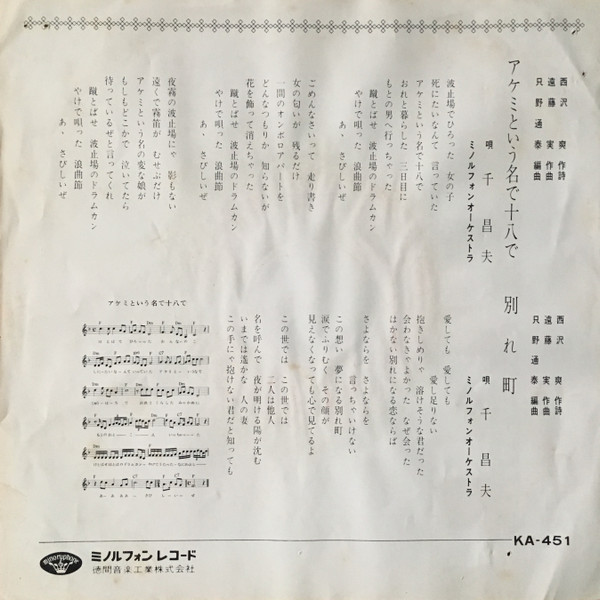 アケミという名で十八で
西沢 爽 作詩
遠藤 実 作曲
只野 通泰 編曲
唄 千 昌夫
ミノルフォンオーケストラ
波止場でひろった 女の子
死にたいなんて 言っていた
アケミという名で十八で
おれと暮らした 三日目に
もとの男へ行っちゃった
蹴とばせ 波止場のドラムカン
やけで唄った 浪曲節
あゝ さびしいぜ
ごめんなさいって 走り書き
女の匂いが 残るだけ
一間のオンボロアパートを
どんなつもりか 知らないが
花を飾って消えちゃった
蹴とばせ 波止場のドラムカン
やけで唄った 浪曲節
あゝ さびしいぜ
夜霧の波止場にゃ 影もない
遠くで霧笛が むせぶだけ
アケミという名の変な娘が
もしもどこかで 泣いてたら
待っているぜと言ってくれ
蹴とばせ 波止場のドラムカン
やけで唄った 浪曲節
あゝ さびしいぜ
別れ町
西沢 爽 作詩
遠藤 実 作曲
只野 通泰 編曲
唄 千 昌夫
ミノルフォンオーケストラ
愛しても 愛しても
愛し足りない
抱きしめりゃ 溶けそうな君だった
会わなきゃよかった なぜ会った
はかない別れになる恋ならば
さよならを さよならを
言っちゃいけない
この想い 夢になる別れ町
涙でふりむく その顔が
見えなくなっても心で見てるよ
この世では この世では
二人は他人
名を呼んで 夜が明ける陽が沈む
いまでは遥かな 人の妻
この手にゃ抱けない君だと知っても
アケミという名で十八で
KA-451
minoruphone
ミノルフォン レコード
徳間音楽工業株式会社